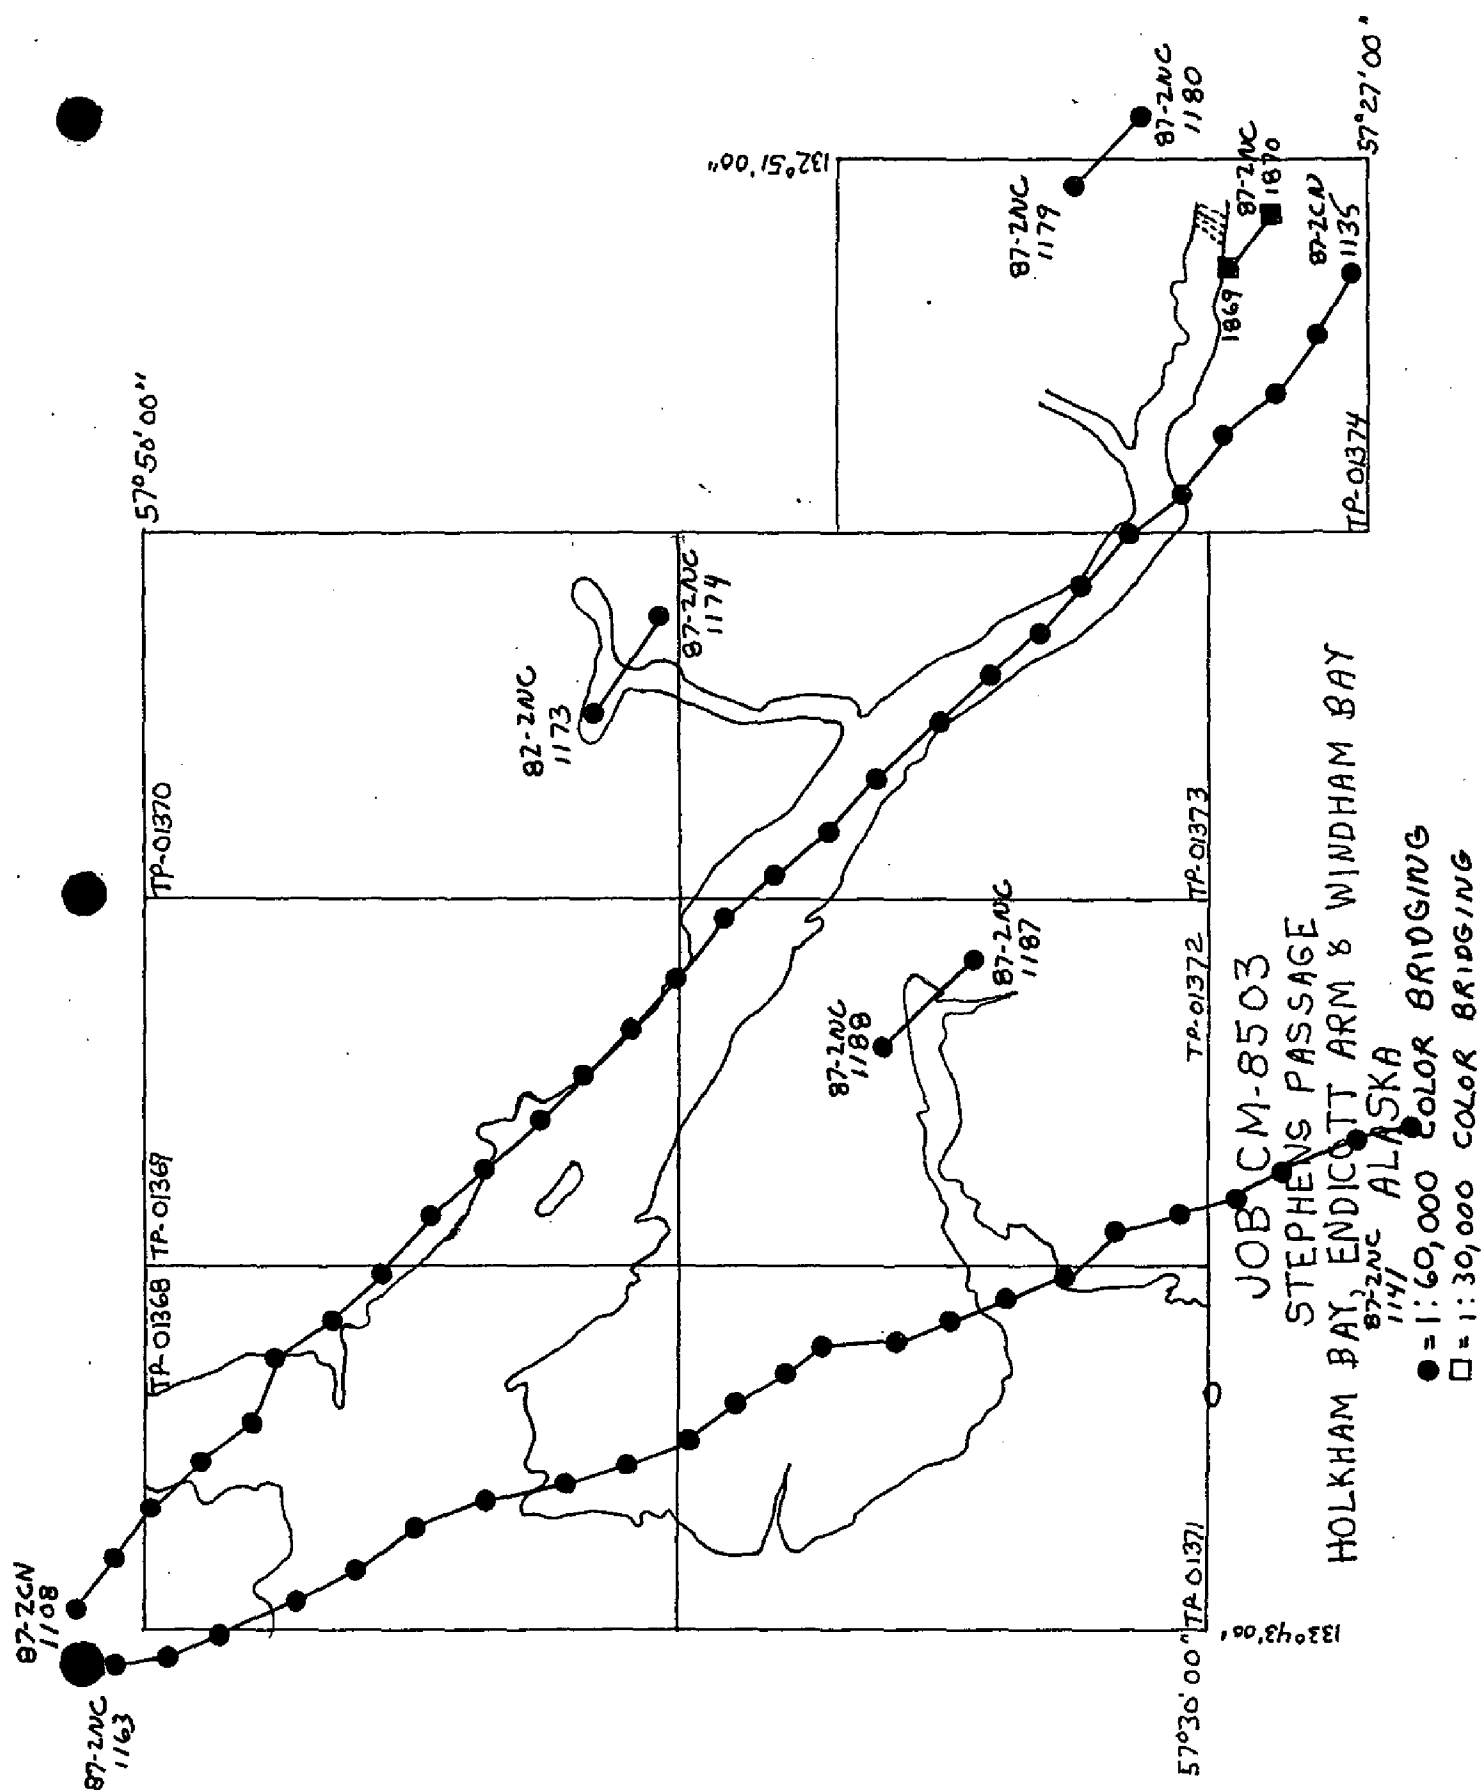 87-2CN
1108
87-2NC
1163
57°50'00"
TP-01368
TP-01369
TP-01370
82-2NC
1173
87-2NC
1174
132°51'00"
87-2NC
1179
87-2NC
1180
87-2NC
1188
87-2NC
1187
1869
87-2NC
1870
87-2CN
1135
TP-01371
TP-01372
TP-01373
TP-01374
57°27'00"
57°30'00"
133°43'00"
JOB CM-8503
STEPHENS PASSAGE
HOLKHAM BAY, ENDICOTT ARM & WINDHAM BAY
ALASKA
87-2NC
1141
● = 1:60,000 COLOR BRIDGING
□ = 1:30,000 COLOR BRIDGING